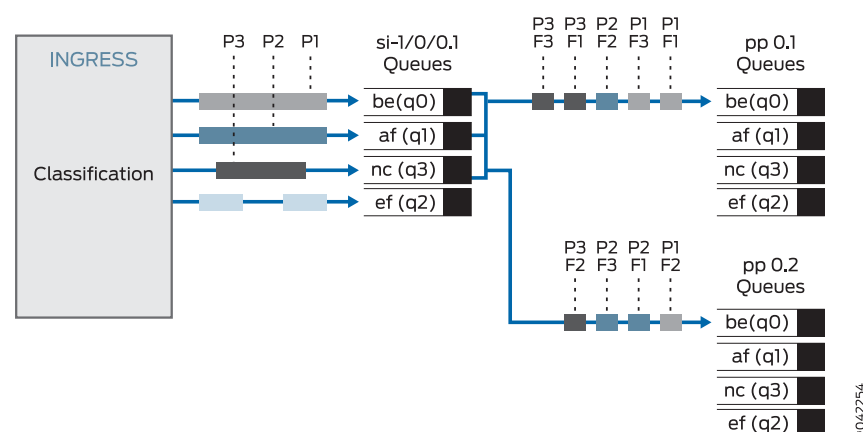 INGRESS
Classification
P3 P2 P1
si-1/0/0.1
Queues
be(q0)
af (q1)
nc (q3)
ef (q2)
P3 P3 P2 P1 P1
F3 F1 F2 F3 F1
pp 0.1
Queues
be(q0)
af (q1)
nc (q3)
ef (q2)
P3 P2 P2 P1
F2 F3 F1 F2
pp 0.2
Queues
be(q0)
af (q1)
nc (q3)
ef (q2)